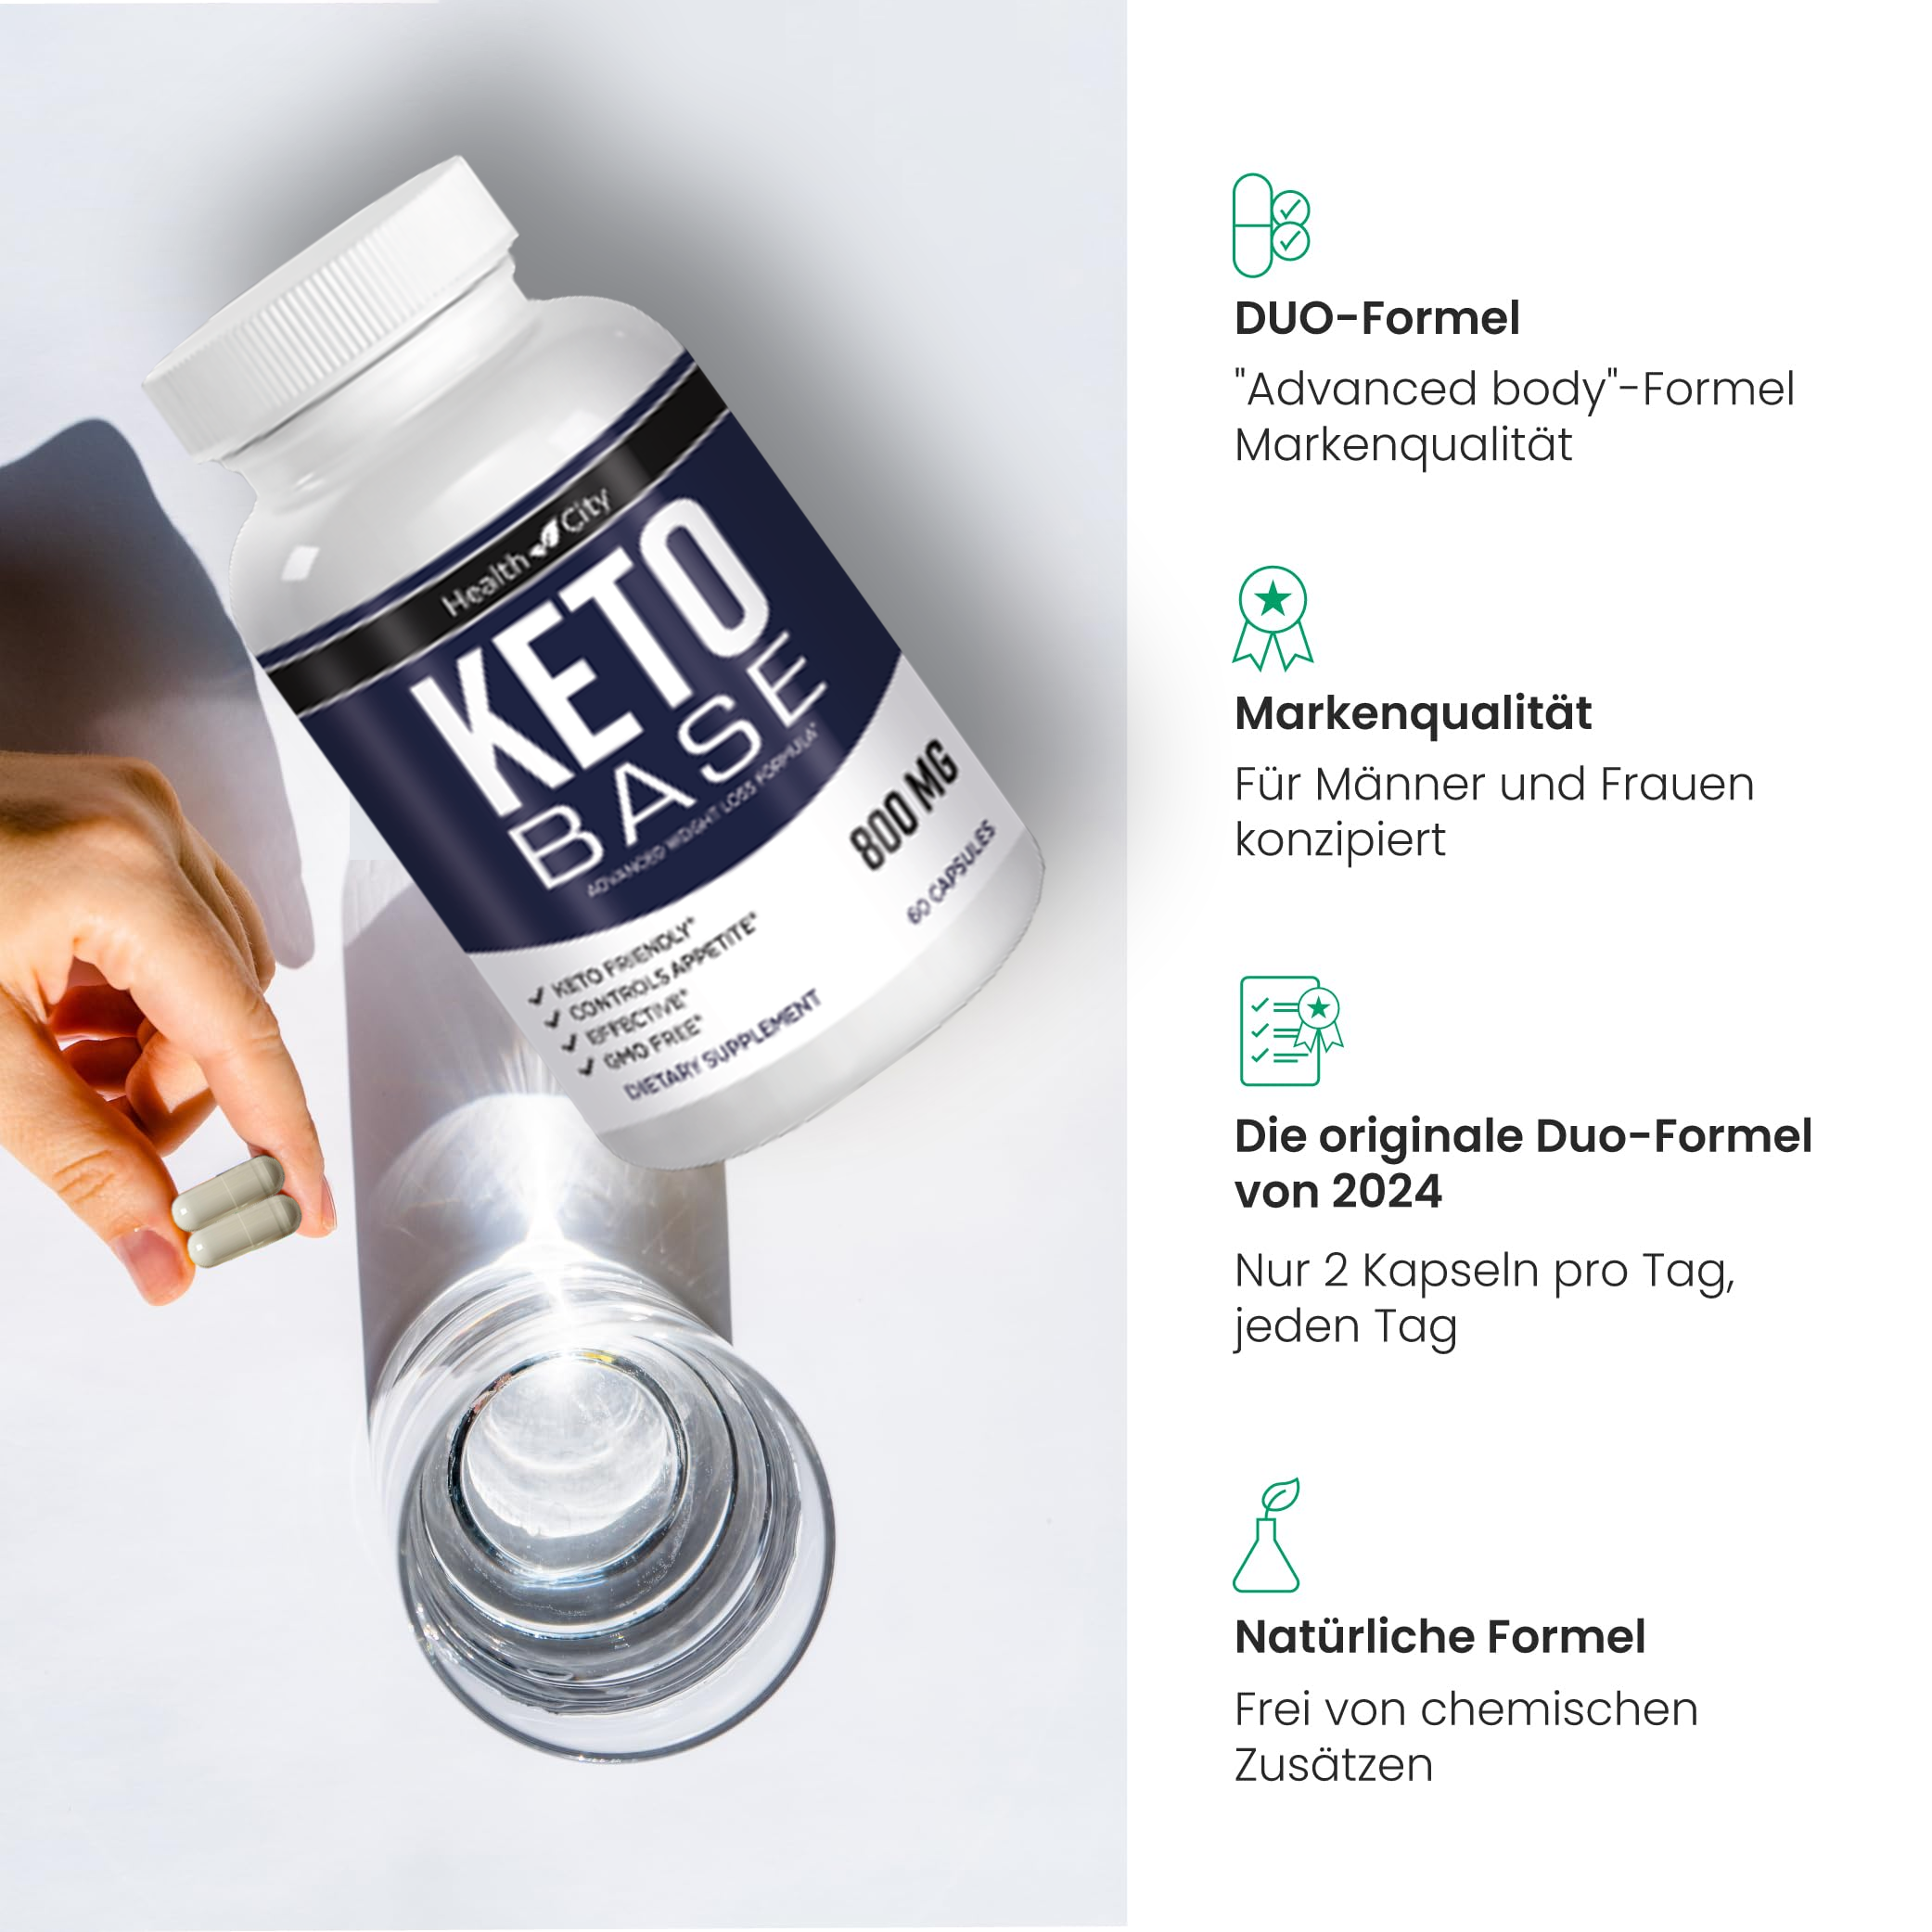 Health City
KETO
BASE
ADVANCED WEIGHT LOSS FORMULA*
800 MG
60 CAPSULES
✓ KETO FRIENDLY*
✓ CONTROLS APPETITE*
✓ EFFECTIVE*
✓ GMO FREE*
DIETARY SUPPLEMENT
DUO-Formel
"Advanced body"-Formel
Markenqualität
Markenqualität
Für Männer und Frauen
konzipiert
Die originale Duo-Formel
von 2024
Nur 2 Kapseln pro Tag,
jeden Tag
Natürliche Formel
Frei von chemischen
Zusätzen